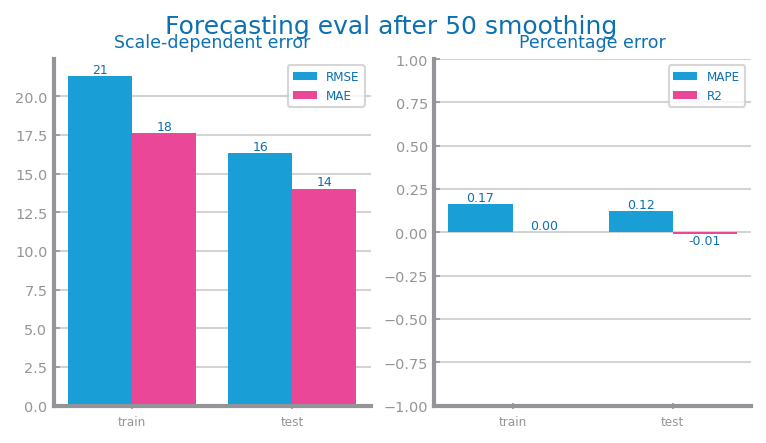 Forecasting eval after 50 smoothing
Scale-dependent error
21
18
16
14
RMSE
MAE
20.0
17.5
15.0
12.5
10.0
7.5
5.0
2.5
0.0
train
test
Percentage error
MAPE
R2
1.00
0.75
0.50
0.25
0.00
−0.25
−0.50
−0.75
−1.00
0.17
0.00
0.12
-0.01
train
test